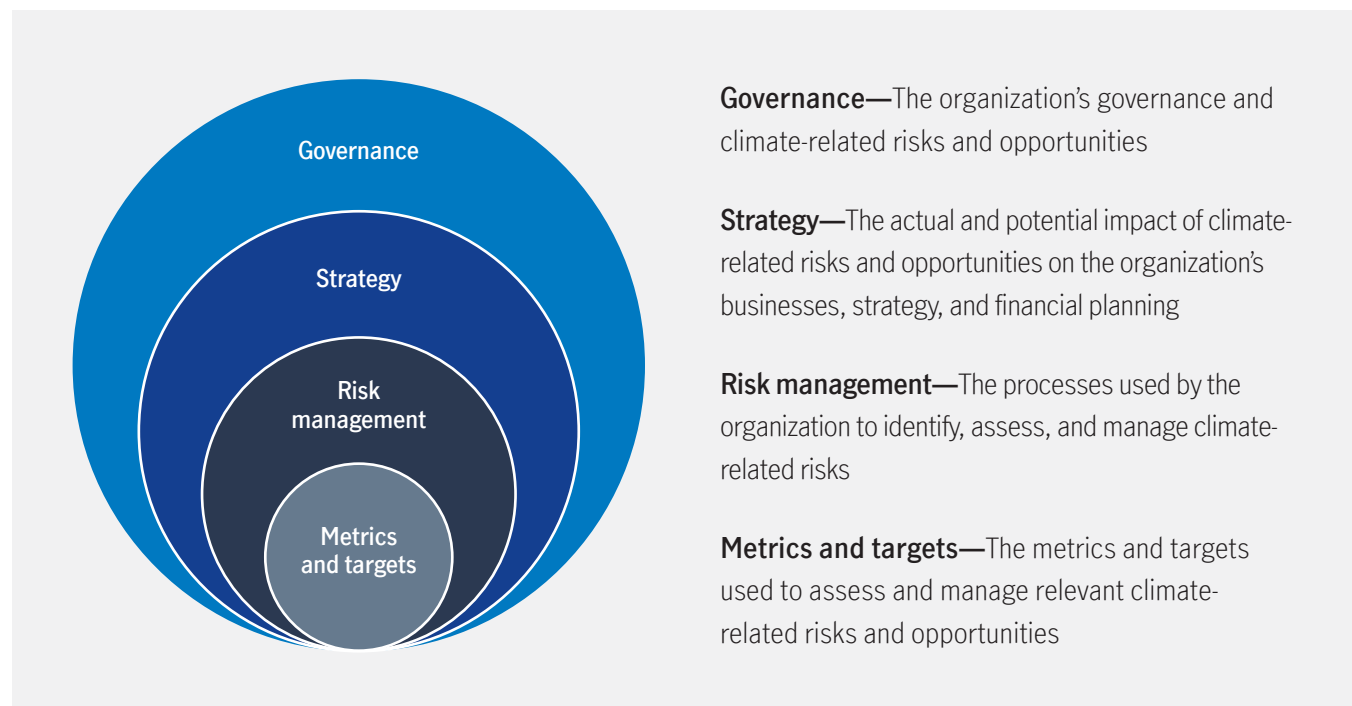 Governance
Strategy
Risk
management
Metrics
and targets
Governance—The organization’s governance and
climate-related risks and opportunities
Strategy—The actual and potential impact of climate-
related risks and opportunities on the organization’s
businesses, strategy, and financial planning
Risk management—The processes used by the
organization to identify, assess, and manage climate-
related risks
Metrics and targets—The metrics and targets
used to assess and manage relevant climate-
related risks and opportunities